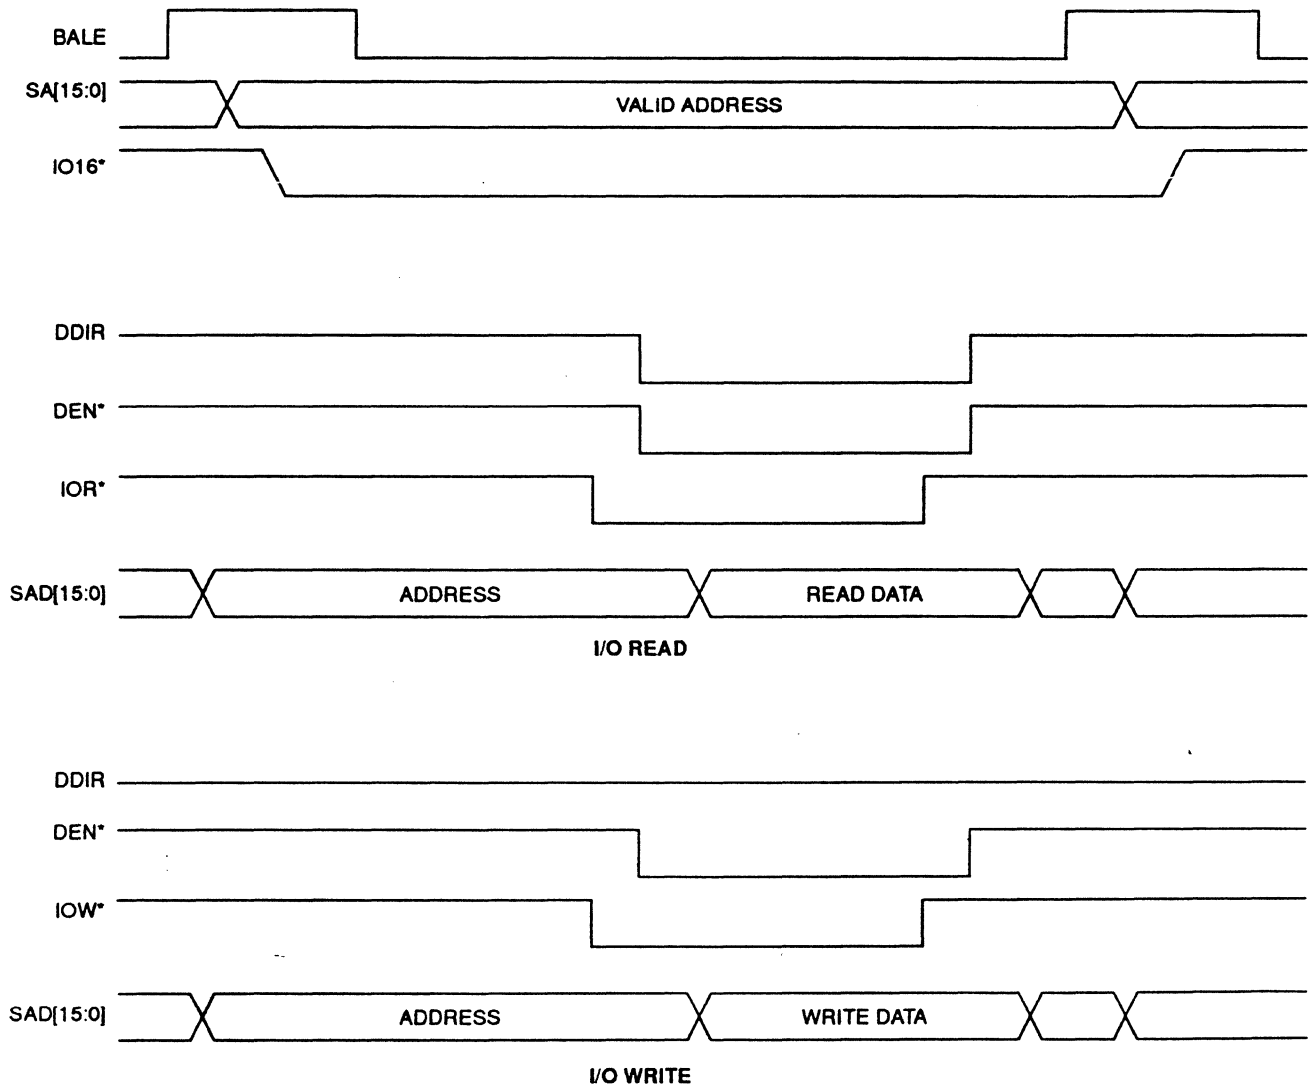 BALE
SA[15:0]
VALID ADDRESS
IO16*
DDIR
DEN*
IOR*
SAD[15:0]
ADDRESS
READ DATA
I/O READ
DDIR
DEN*
IOW*
SAD[15:0]
ADDRESS
WRITE DATA
I/O WRITE